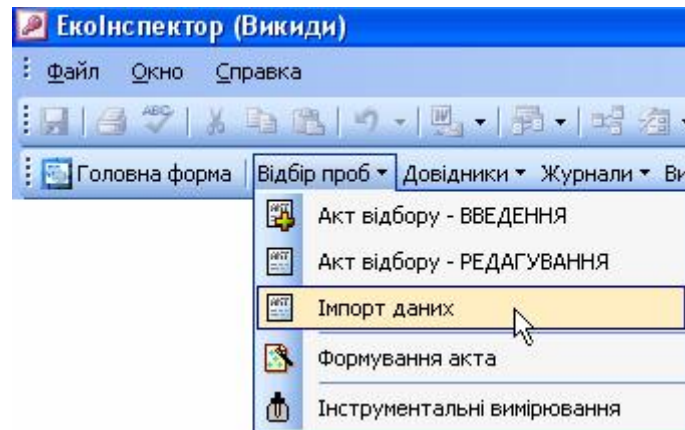 ЕкоІнспектор (Викиди)
Файл Окно Справка
Головна форма Відбір проб Довідники Журнали Ви
Акт відбору - ВВЕДЕННЯ
Акт відбору - РЕДАГУВАННЯ
Імпорт даних
Формування акта
Інструментальні вимірювання